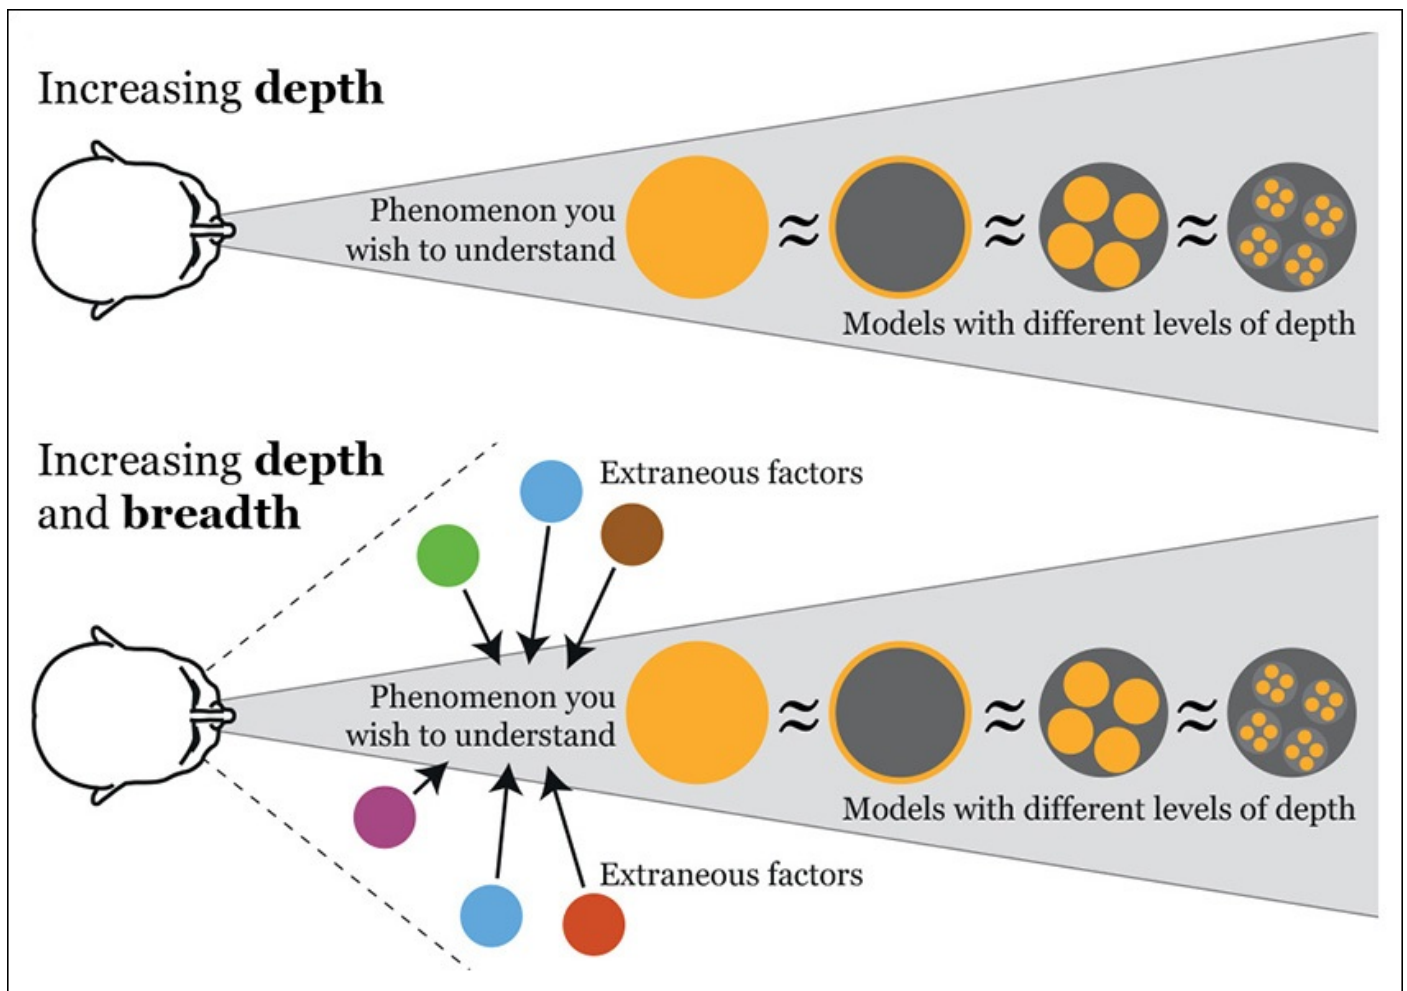 Increasing depth
Phenomenon you
wish to understand
Models with different levels of depth
Increasing depth
and breadth
Extraneous factors
Phenomenon you
wish to understand
Models with different levels of depth
Extraneous factors